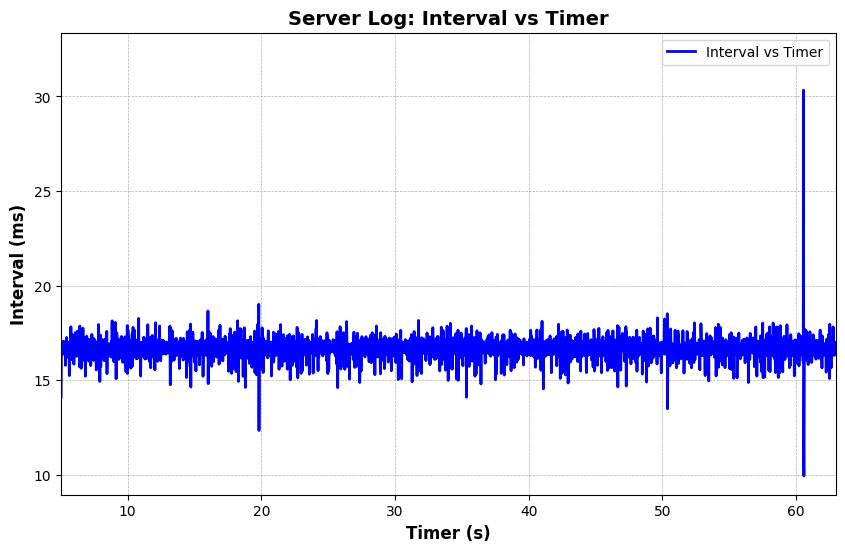 Server Log: Interval vs Timer
Interval vs Timer
30
25
20
15
10
Interval (ms)
10 20 30 40 50 60
Timer (s)